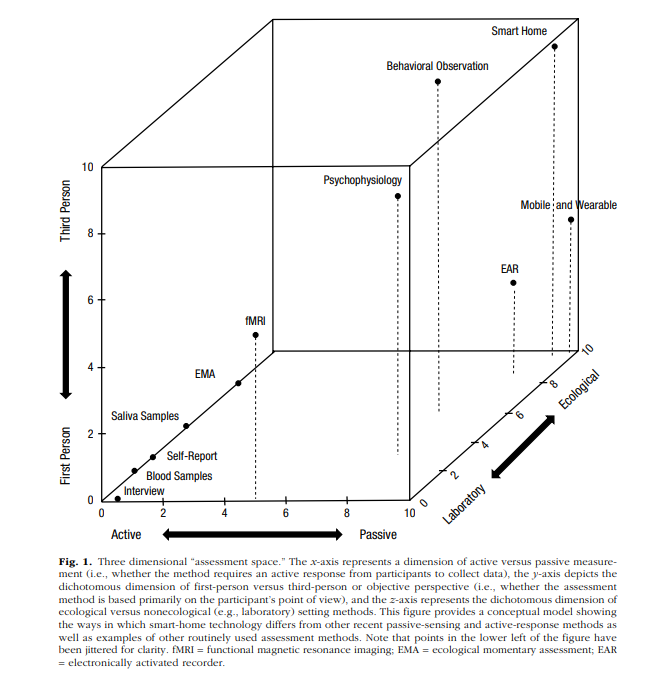 Smart Home
Behavioral Observation
10
Psychophysiology
Third Person
Mobile and Wearable
8
EAR
6
fMRI
10
4
EMA
8
Ecological
Saliva Samples
6
2
First Person
Self-Report
4
Blood Samples
2
Interview
Laboratory
0
0
0
2
4
6
8
10
Active
Passive
Fig. 1. Three dimensional “assessment space.” The x-axis represents a dimension of active versus passive measure-
ment (i.e., whether the method requires an active response from participants to collect data), the y-axis depicts the
dichotomous dimension of first-person versus third-person or objective perspective (i.e., whether the assessment
method is based primarily on the participant’s point of view), and the z-axis represents the dichotomous dimension of
ecological versus nonecological (e.g., laboratory) setting methods. This figure provides a conceptual model showing
the ways in which smart-home technology differs from other recent passive-sensing and active-response methods as
well as examples of other routinely used assessment methods. Note that points in the lower left of the figure have
been jittered for clarity. fMRI = functional magnetic resonance imaging; EMA = ecological momentary assessment; EAR
= electronically activated recorder.